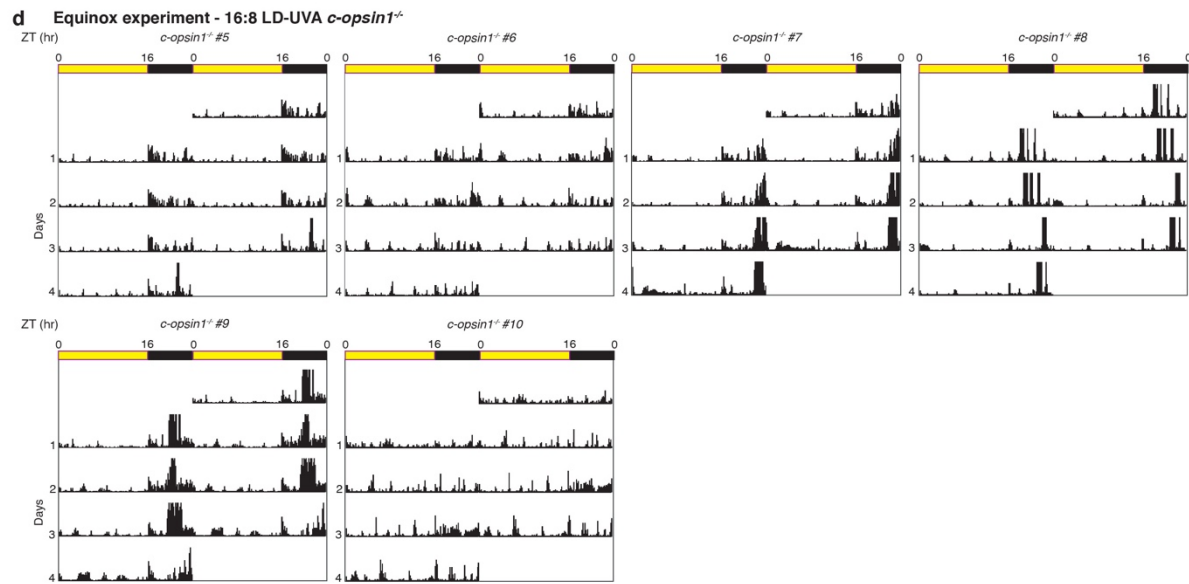 d Equinox experiment - 16:8 LD-UVA c-opsin1-/-
ZT (hr) c-opsin1-/- #5 c-opsin1-/- #6 c-opsin1-/- #7 c-opsin1-/- #8
0 16 0 16 0 0 16 0 16 0 0 16 0 16 0 0 16 0 16 0
1 1 1 1
2 2 2 2
Days
3 3 3 3
4 4 4 4
ZT (hr) c-opsin1-/- #9 c-opsin1-/- #10
0 16 0 16 0 0 16 0 16 0
1 1
2 2
Days
3 3
4 4